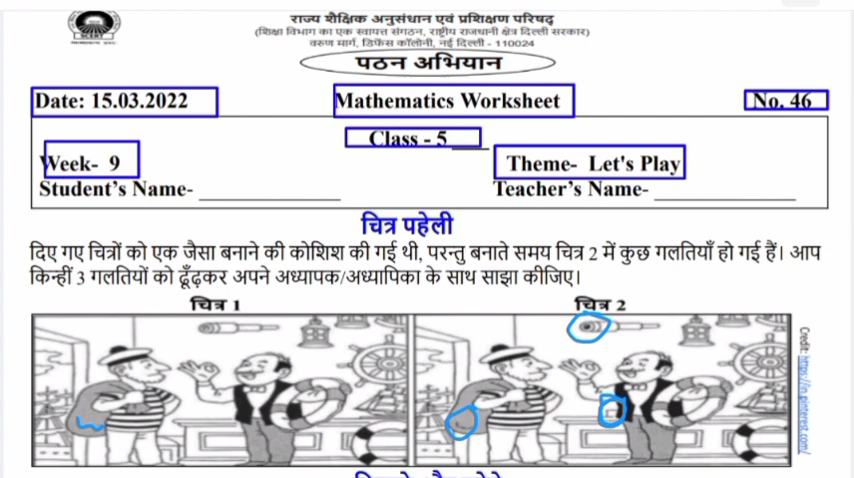 राज्य शैक्षिक अनुसंधान एवं प्रशिक्षण परिषद्
(शिक्षा विभाग का एक स्वायत्त संगठन, राष्ट्रीय राजधानी क्षेत्र दिल्ली सरकार)
वरुण मार्ग, डिफेंस कॉलोनी, नई दिल्ली - 110024
SCERT
पठन अभियान
Date: 15.03.2022 Mathematics Worksheet No. 46
Class - 5
Week- 9 Theme- Let's Play
Student's Name- Teacher's Name-
चित्र पहेली
दिए गए चित्रों को एक जैसा बनाने की कोशिश की गई थी, परन्तु बनाते समय चित्र 2 में कुछ गलतियाँ हो गई हैं। आप
किन्हीं 3 गलतियों को ढूँढ़कर अपने अध्यापक/अध्यापिका के साथ साझा कीजिए।
चित्र 1 चित्र 2
Credit: https://in.pinterest.com/